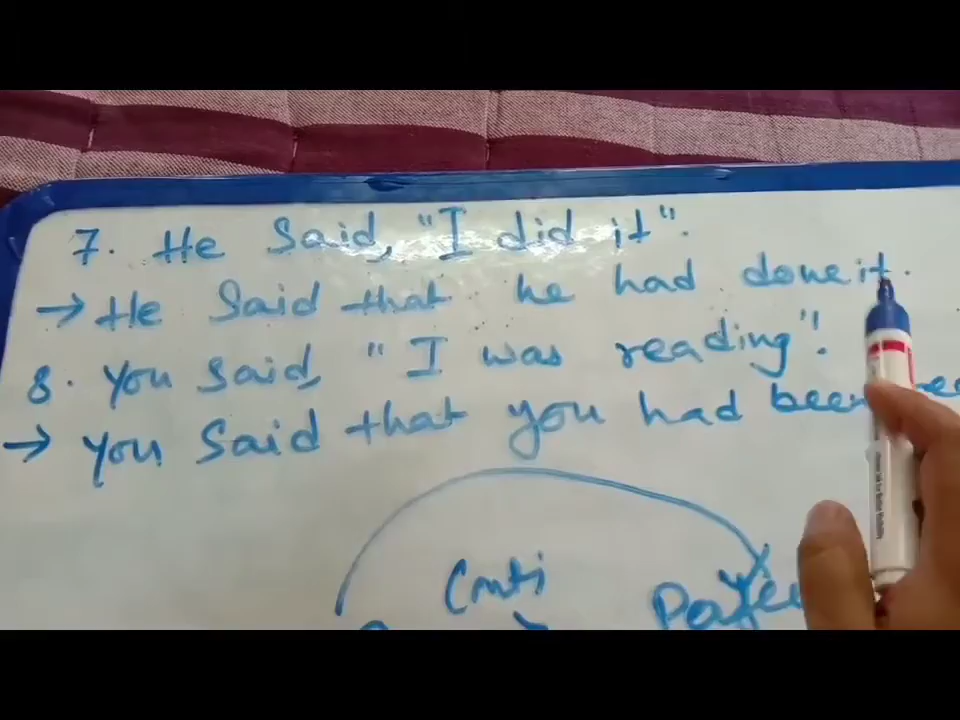 7. He Said, "I did it".
→ He Said that he had done it.
8. You Said, "I was reading".
→ You Said that you had been
Conti